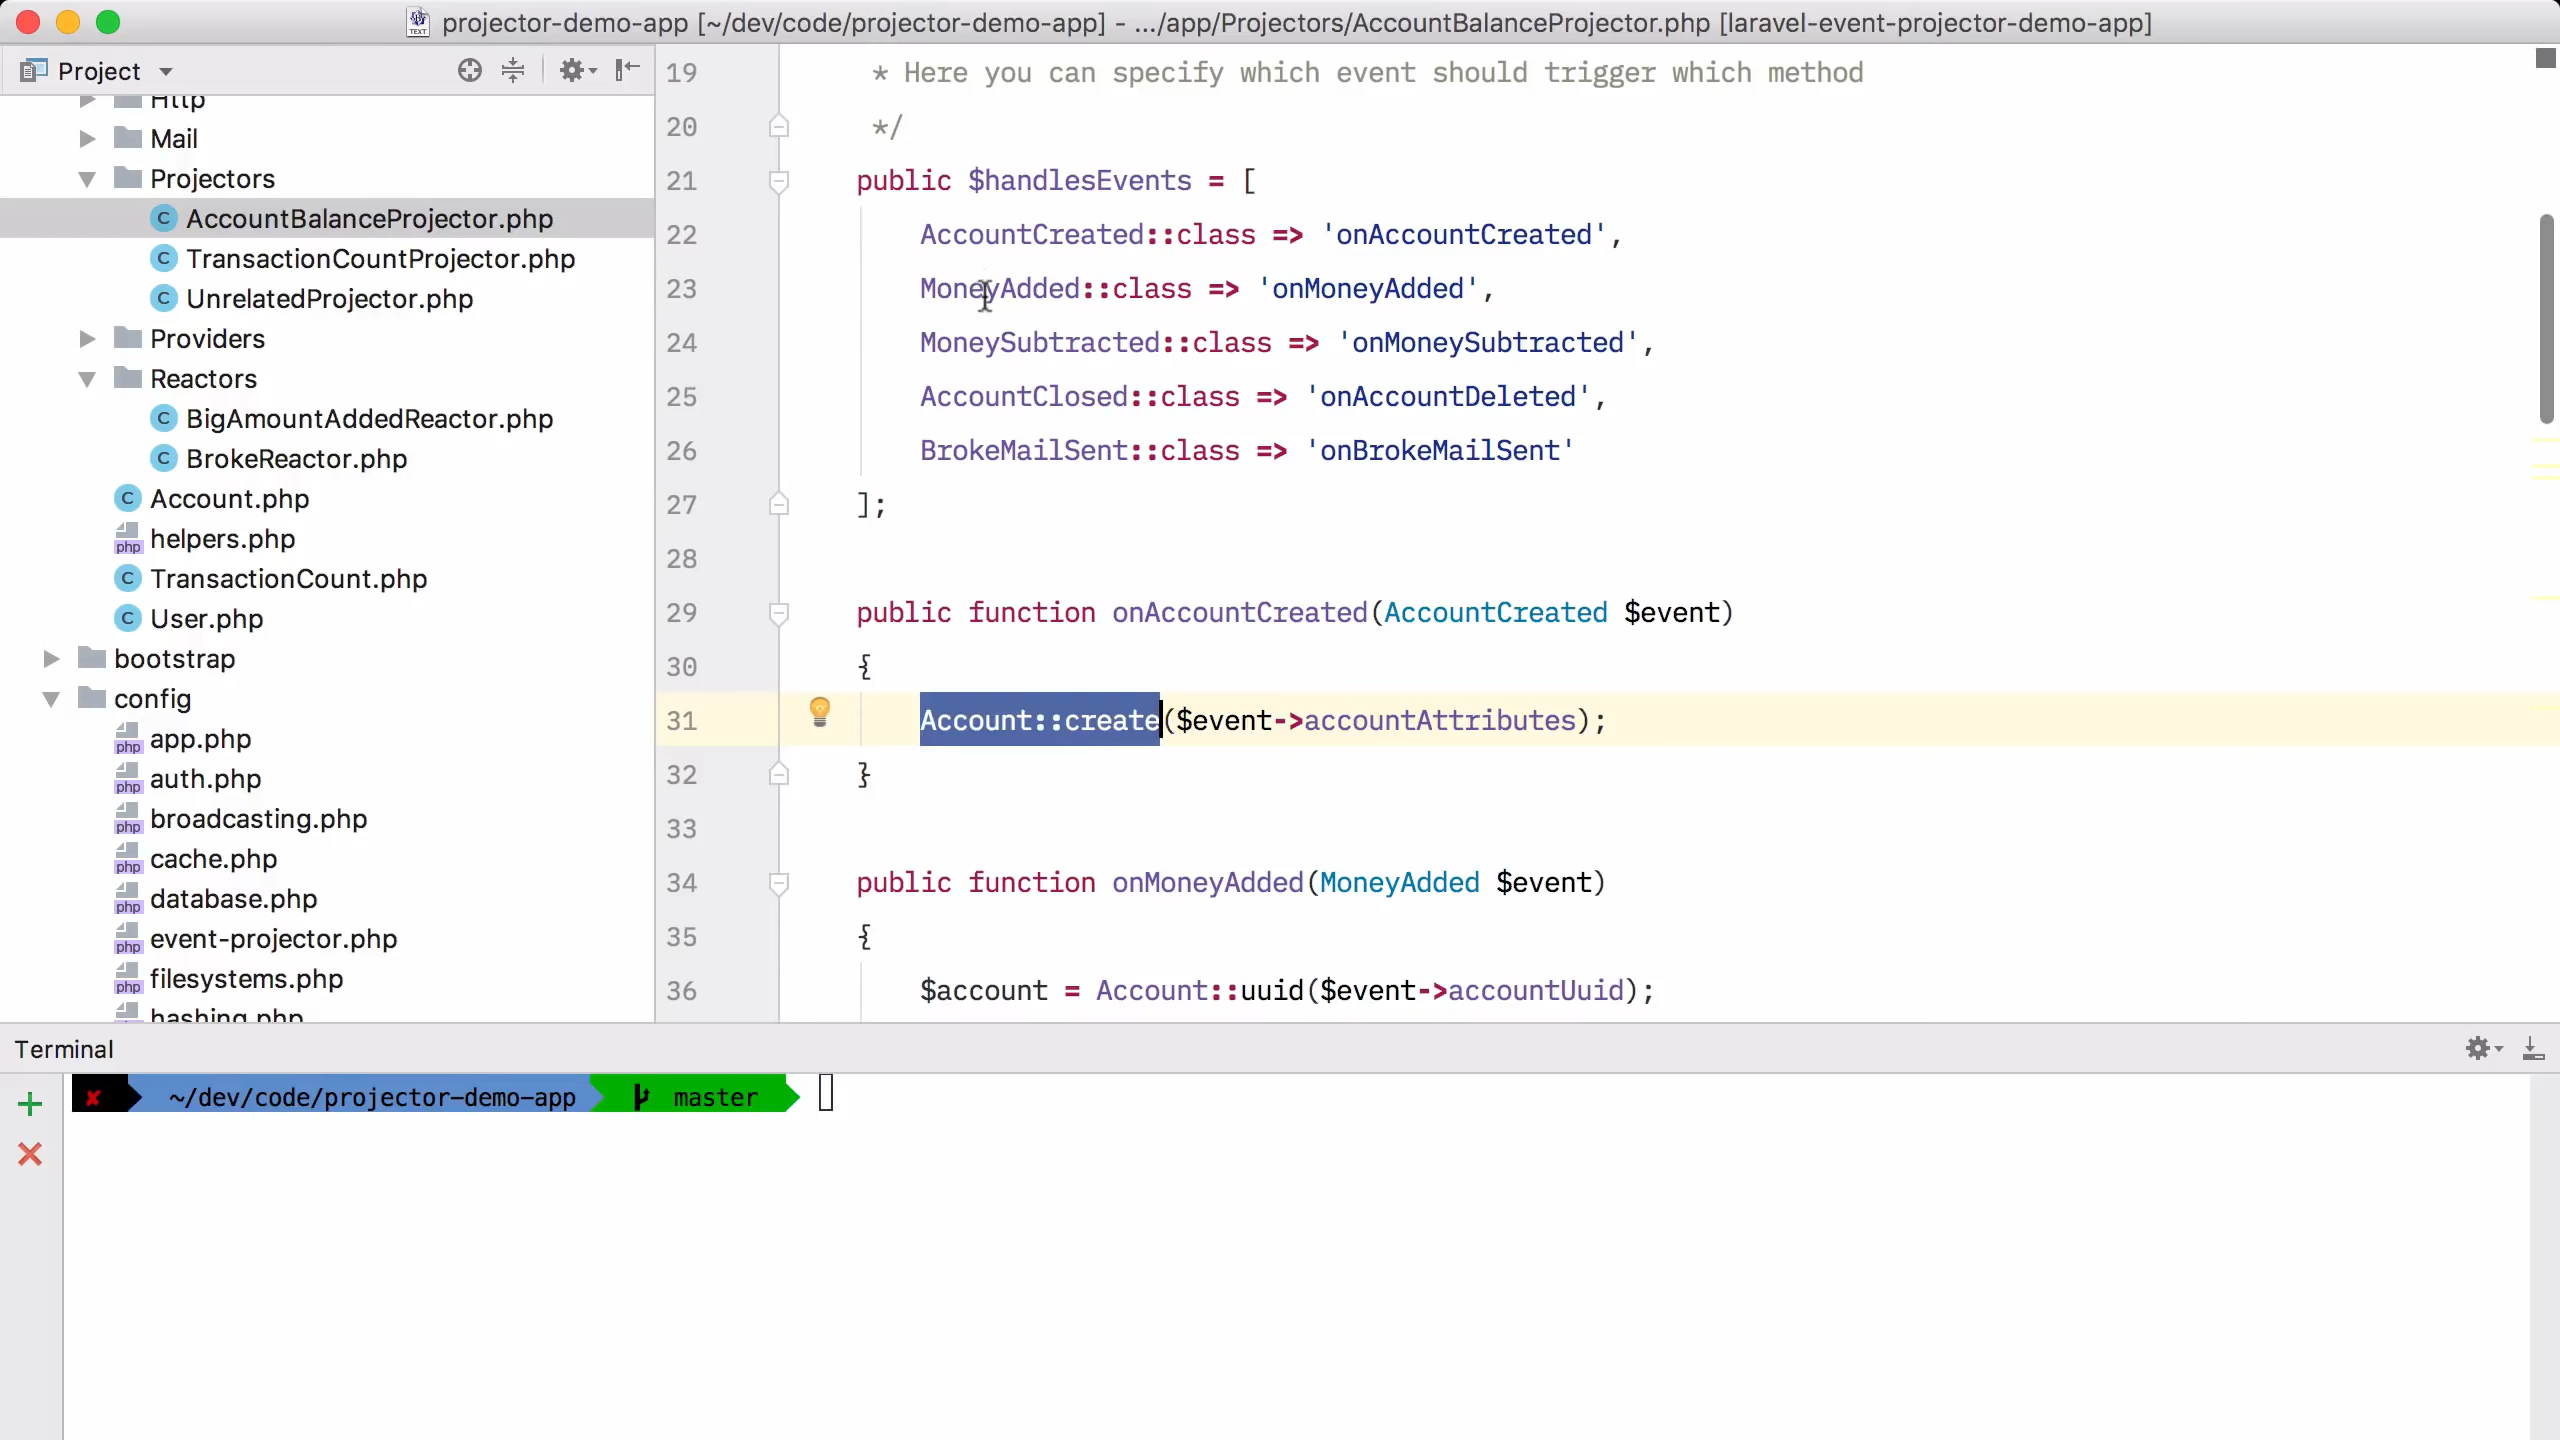 projector-demo-app [~/dev/code/projector-demo-app] - .../app/Projectors/AccountBalanceProjector.php [laravel-event-projector-demo-app]
Project
Http
Mail
Projectors
AccountBalanceProjector.php
TransactionCountProjector.php
UnrelatedProjector.php
Providers
Reactors
BigAmountAddedReactor.php
BrokeReactor.php
Account.php
helpers.php
TransactionCount.php
User.php
bootstrap
config
app.php
auth.php
broadcasting.php
cache.php
database.php
event-projector.php
filesystems.php
hashing.php
19 * Here you can specify which event should trigger which method
20 */
21 public $handlesEvents = [
22 AccountCreated::class => 'onAccountCreated',
23 MoneyAdded::class => 'onMoneyAdded',
24 MoneySubtracted::class => 'onMoneySubtracted',
25 AccountClosed::class => 'onAccountDeleted',
26 BrokeMailSent::class => 'onBrokeMailSent'
27 ];
28
29 public function onAccountCreated(AccountCreated $event)
30 {
31 Account::create($event->accountAttributes);
32 }
33
34 public function onMoneyAdded(MoneyAdded $event)
35 {
36 $account = Account::uuid($event->accountUuid);
Terminal
✘ ~/dev/code/projector-demo-app master